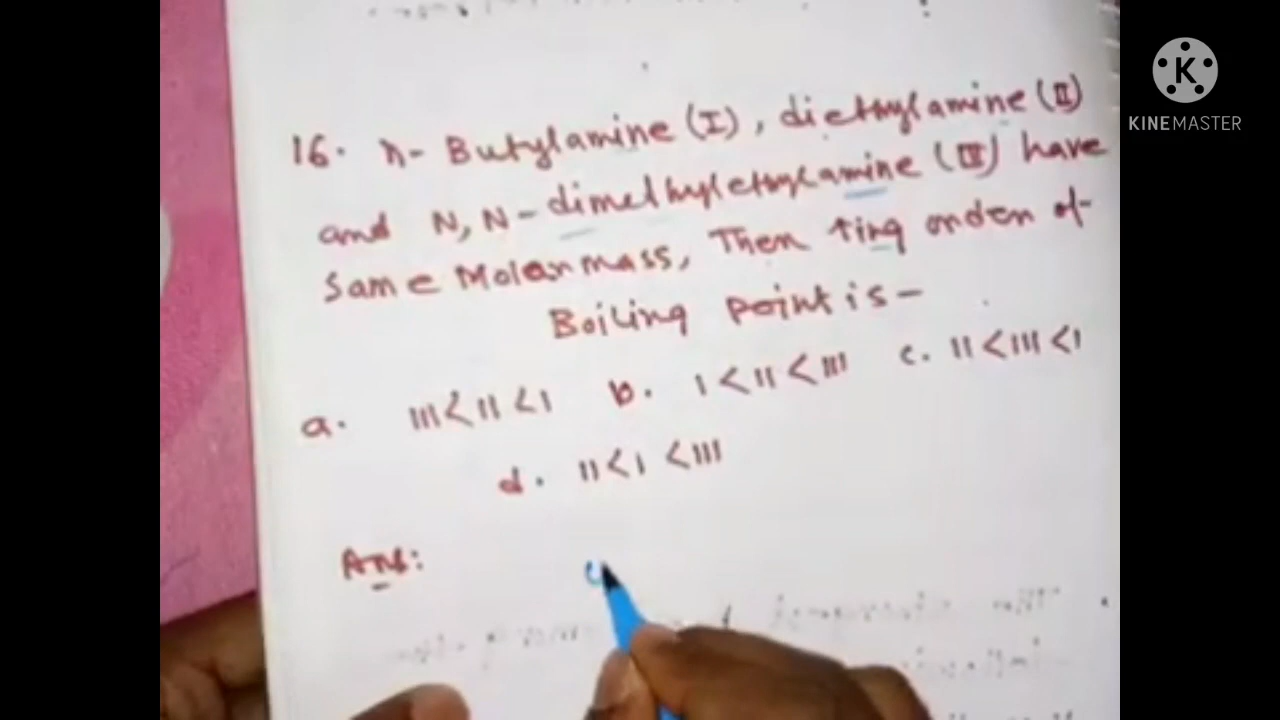 16. n- Butylamine (I), diethylamine (II)
and N, N-dimethylethylamine (III) have
same Molar mass, Then ↑ing order of
Boiling point is -
a. III<II<I b. I<II<III c. II<III<I
d. II<I<III
Ans:
K
KINEMASTER